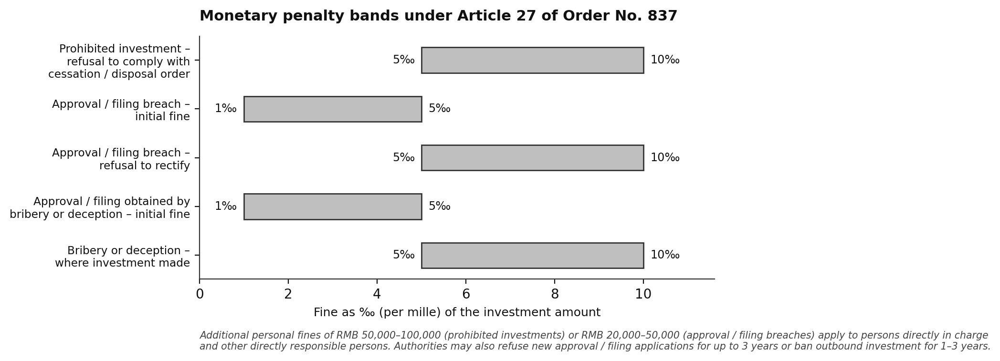 Monetary penalty bands under Article 27 of Order No. 837
Prohibited investment –
refusal to comply with
cessation / disposal order
5‰
10‰
Approval / filing breach –
initial fine
1‰
5‰
Approval / filing breach –
refusal to rectify
5‰
10‰
Approval / filing obtained by
bribery or deception – initial fine
1‰
5‰
Bribery or deception –
where investment made
5‰
10‰
0
2
4
6
8
10
Fine as ‰ (per mille) of the investment amount
Additional personal fines of RMB 50,000–100,000 (prohibited investments) or RMB 20,000–50,000 (approval / filing breaches) apply to persons directly in charge
and other directly responsible persons. Authorities may also refuse new approval / filing applications for up to 3 years or ban outbound investment for 1–3 years.